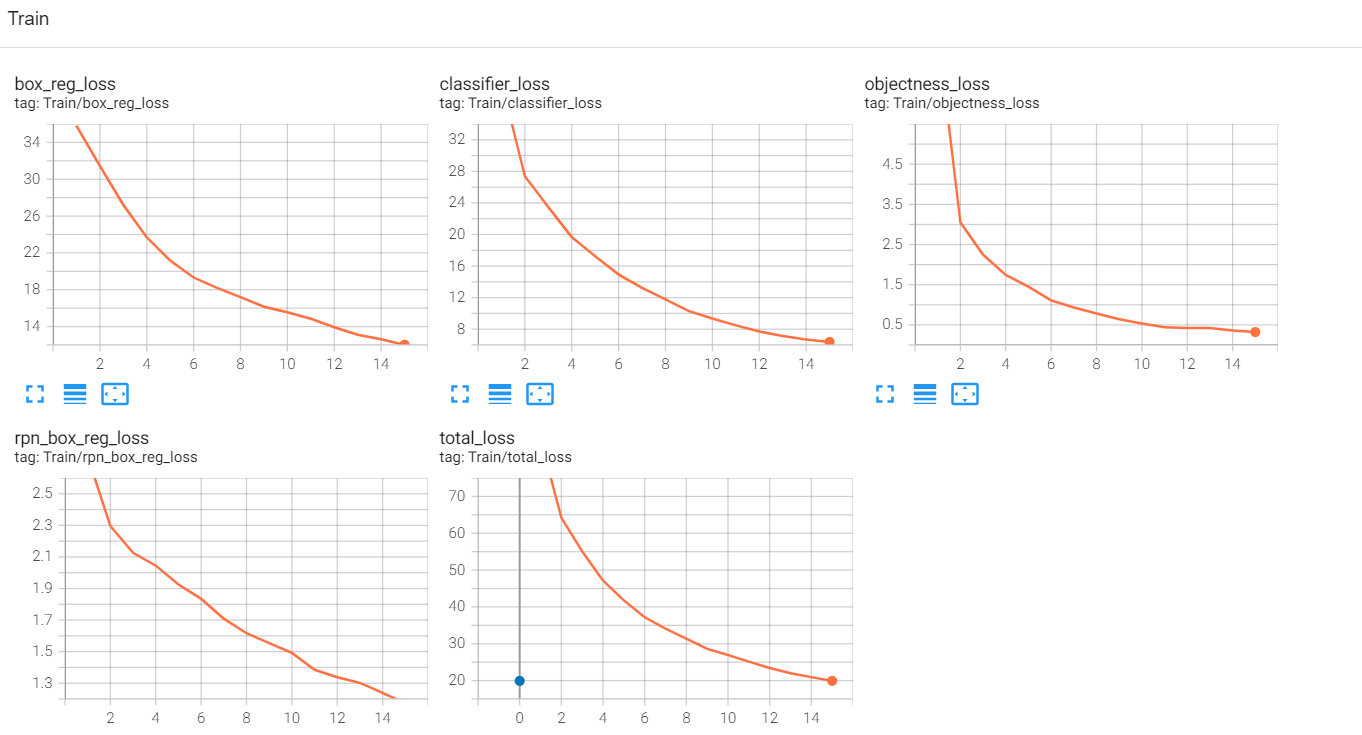 Train
box_reg_loss
tag: Train/box_reg_loss
34
30
26
22
18
14
2 4 6 8 10 12 14
classifier_loss
tag: Train/classifier_loss
32
28
24
20
16
12
8
2 4 6 8 10 12 14
objectness_loss
tag: Train/objectness_loss
4.5
3.5
2.5
1.5
0.5
2 4 6 8 10 12 14
rpn_box_reg_loss
tag: Train/rpn_box_reg_loss
2.5
2.3
2.1
1.9
1.7
1.5
1.3
2 4 6 8 10 12 14
total_loss
tag: Train/total_loss
70
60
50
40
30
20
0 2 4 6 8 10 12 14